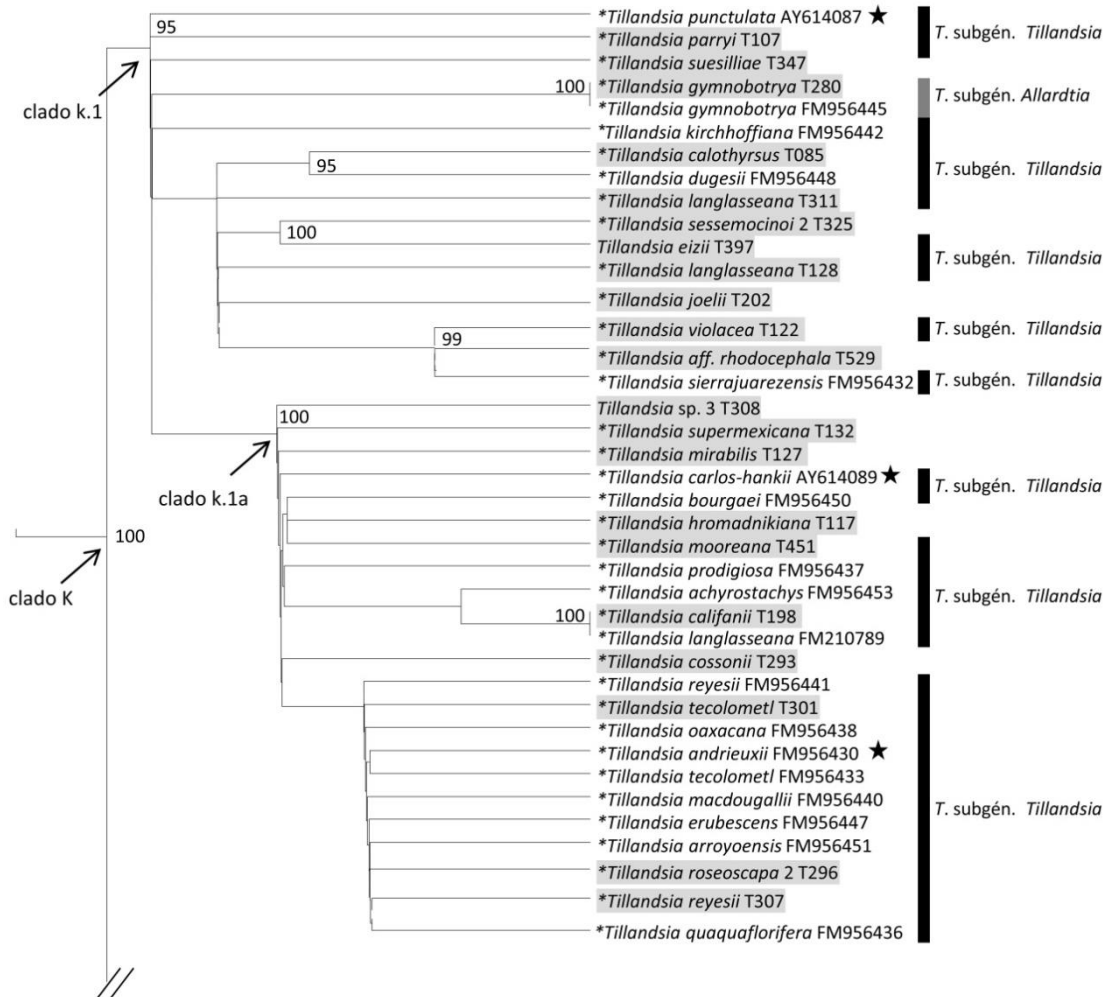 95
*Tillandsia punctulata AY614087 ★
*Tillandsia parryi T107
T. subgén. Tillandsia
*Tillandsia suesilliae T347
clado k.1
100
*Tillandsia gymnobotrya T280
*Tillandsia gymnobotrya FM956445
T. subgén. Allardtia
*Tillandsia kirchhoffiana FM956442
*Tillandsia calothyrsus T085
95
*Tillandsia dugesii FM956448
T. subgén. Tillandsia
*Tillandsia langlasseana T311
*Tillandsia sessemocinoi 2 T325
100
Tillandsia eizii T397
T. subgén. Tillandsia
*Tillandsia langlasseana T128
*Tillandsia joelii T202
*Tillandsia violacea T122
T. subgén. Tillandsia
99
*Tillandsia aff. rhodocephala T529
*Tillandsia sierrajuarezensis FM956432
T. subgén. Tillandsia
Tillandsia sp. 3 T308
100
*Tillandsia supermexicana T132
*Tillandsia mirabilis T127
clado k.1a
*Tillandsia carlos-hankii AY614089 ★
T. subgén. Tillandsia
*Tillandsia bourgaei FM956450
*Tillandsia hromadnikiana T117
100
clado K
*Tillandsia mooreana T451
*Tillandsia prodigiosa FM956437
*Tillandsia achyrostachys FM956453
T. subgén. Tillandsia
100
*Tillandsia califanii T198
*Tillandsia langlasseana FM210789
*Tillandsia cossonii T293
*Tillandsia reyesii FM956441
*Tillandsia tecolometl T301
*Tillandsia oaxacana FM956438
*Tillandsia andrieuxii FM956430 ★
*Tillandsia tecolometl FM956433
*Tillandsia macdougallii FM956440
T. subgén. Tillandsia
*Tillandsia erubescens FM956447
*Tillandsia arroyoensis FM956451
*Tillandsia roseoscapa 2 T296
*Tillandsia reyesii T307
*Tillandsia quaquaflorifera FM956436